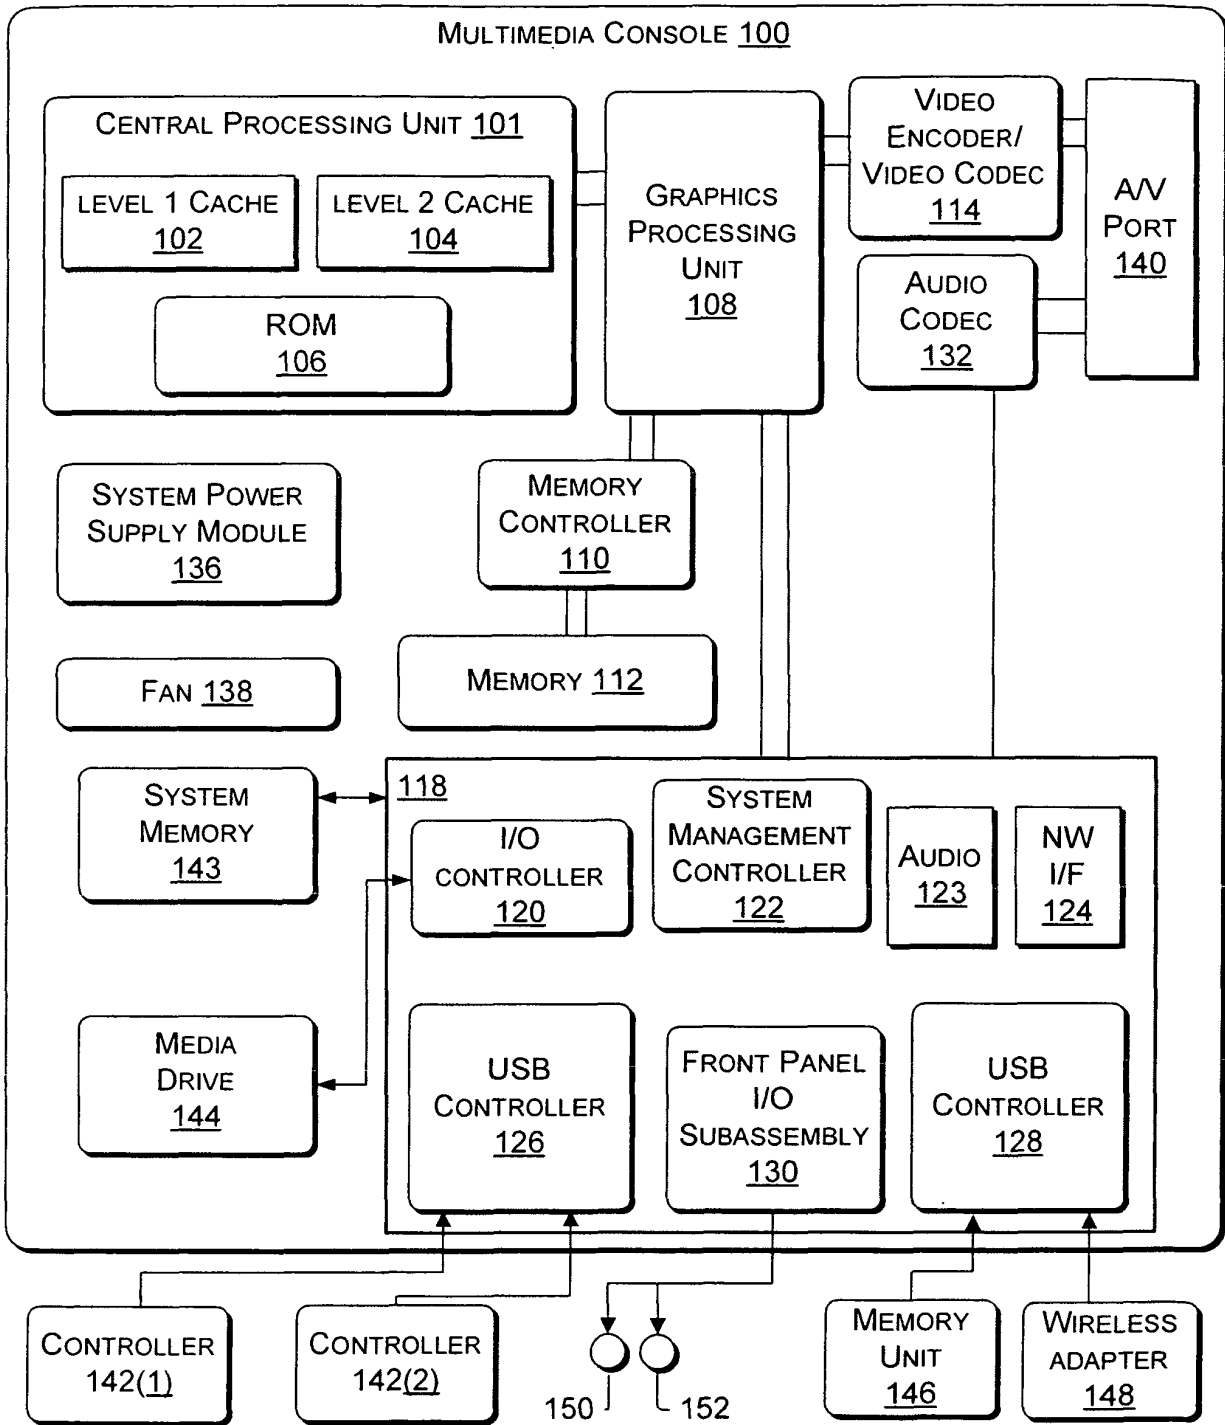 MULTIMEDIA CONSOLE 100
CENTRAL PROCESSING UNIT 101
LEVEL 1 CACHE
102
LEVEL 2 CACHE
104
ROM
106
GRAPHICS
PROCESSING
UNIT
108
VIDEO
ENCODER/
VIDEO CODEC
114
A/V
PORT
140
AUDIO
CODEC
132
SYSTEM POWER
SUPPLY MODULE
136
MEMORY
CONTROLLER
110
FAN 138
MEMORY 112
SYSTEM
MEMORY
143
118
I/O
CONTROLLER
120
SYSTEM
MANAGEMENT
CONTROLLER
122
AUDIO
123
NW
I/F
124
MEDIA
DRIVE
144
USB
CONTROLLER
126
FRONT PANEL
I/O
SUBASSEMBLY
130
USB
CONTROLLER
128
CONTROLLER
142(1)
CONTROLLER
142(2)
150
152
MEMORY
UNIT
146
WIRELESS
ADAPTER
148